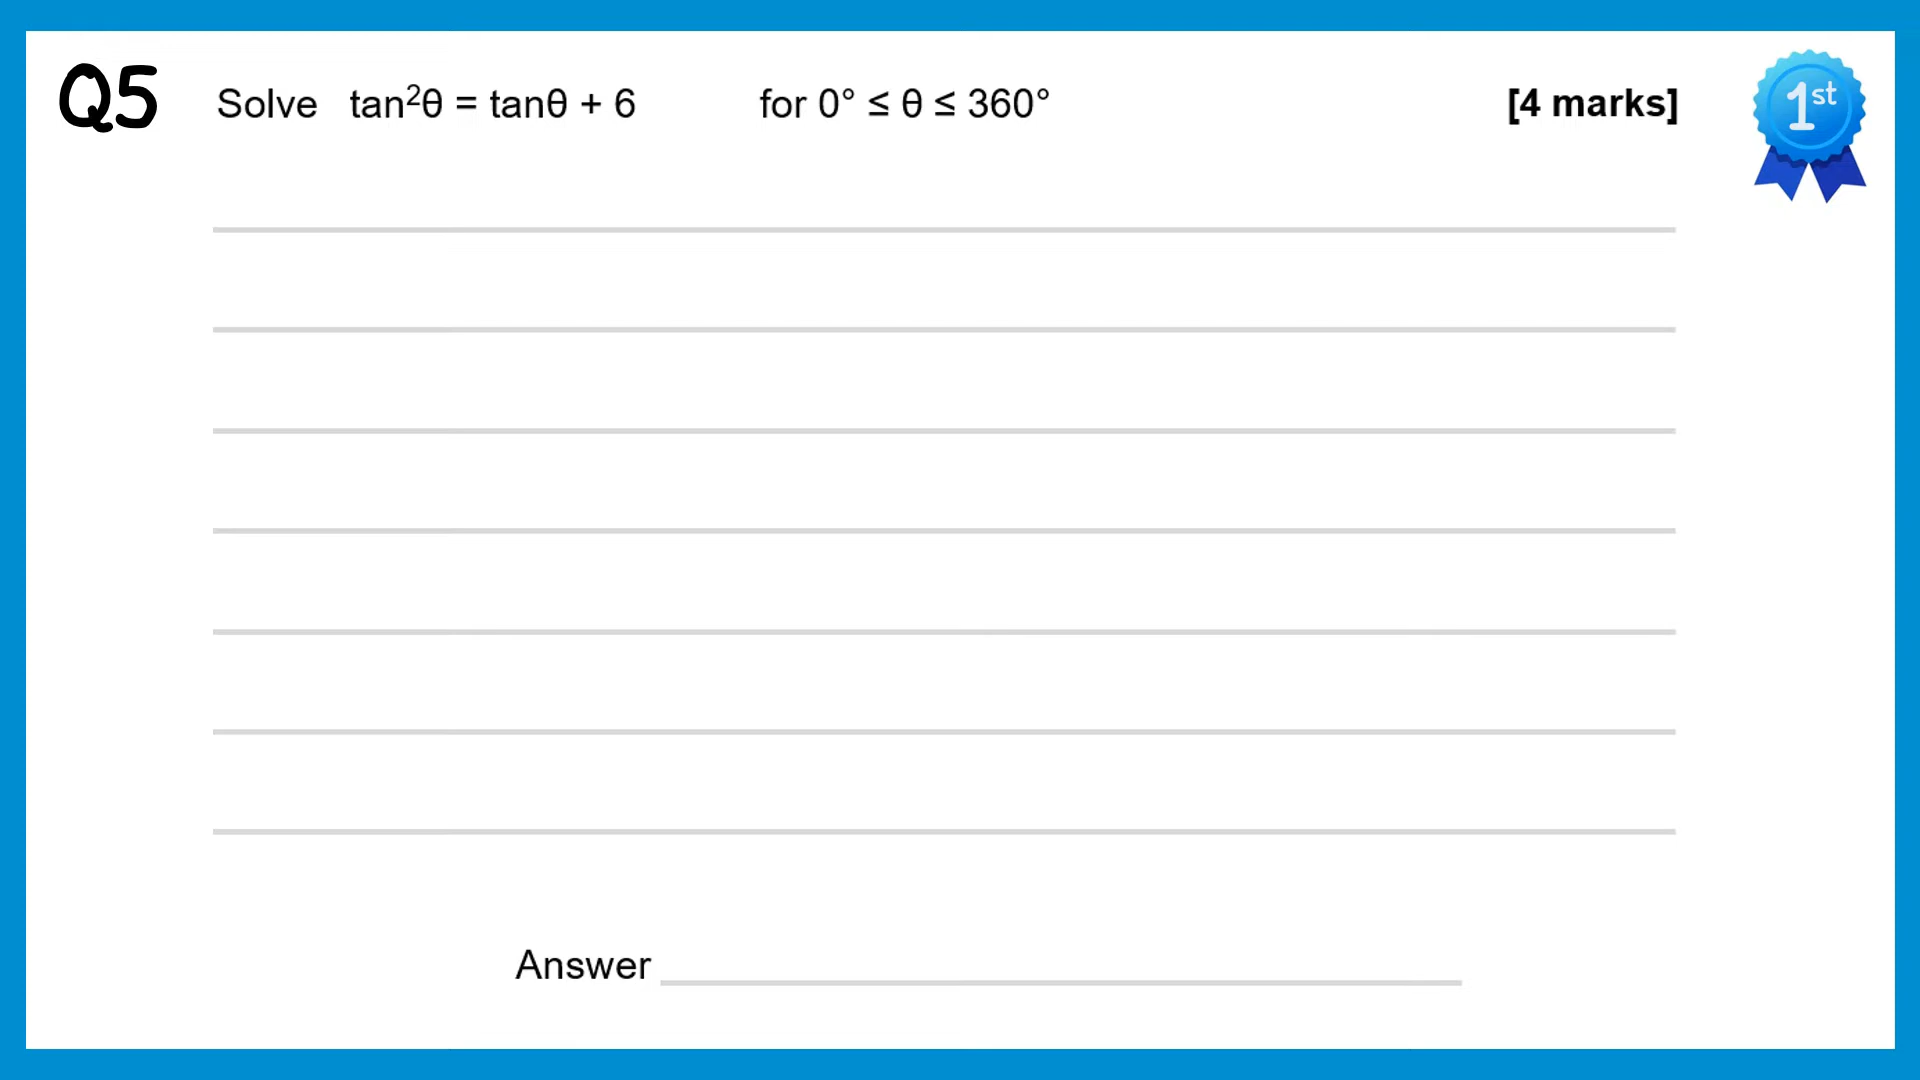 Q5 Solve tan²θ = tanθ + 6 for 0° ≤ θ ≤ 360° [4 marks]
1st
Answer